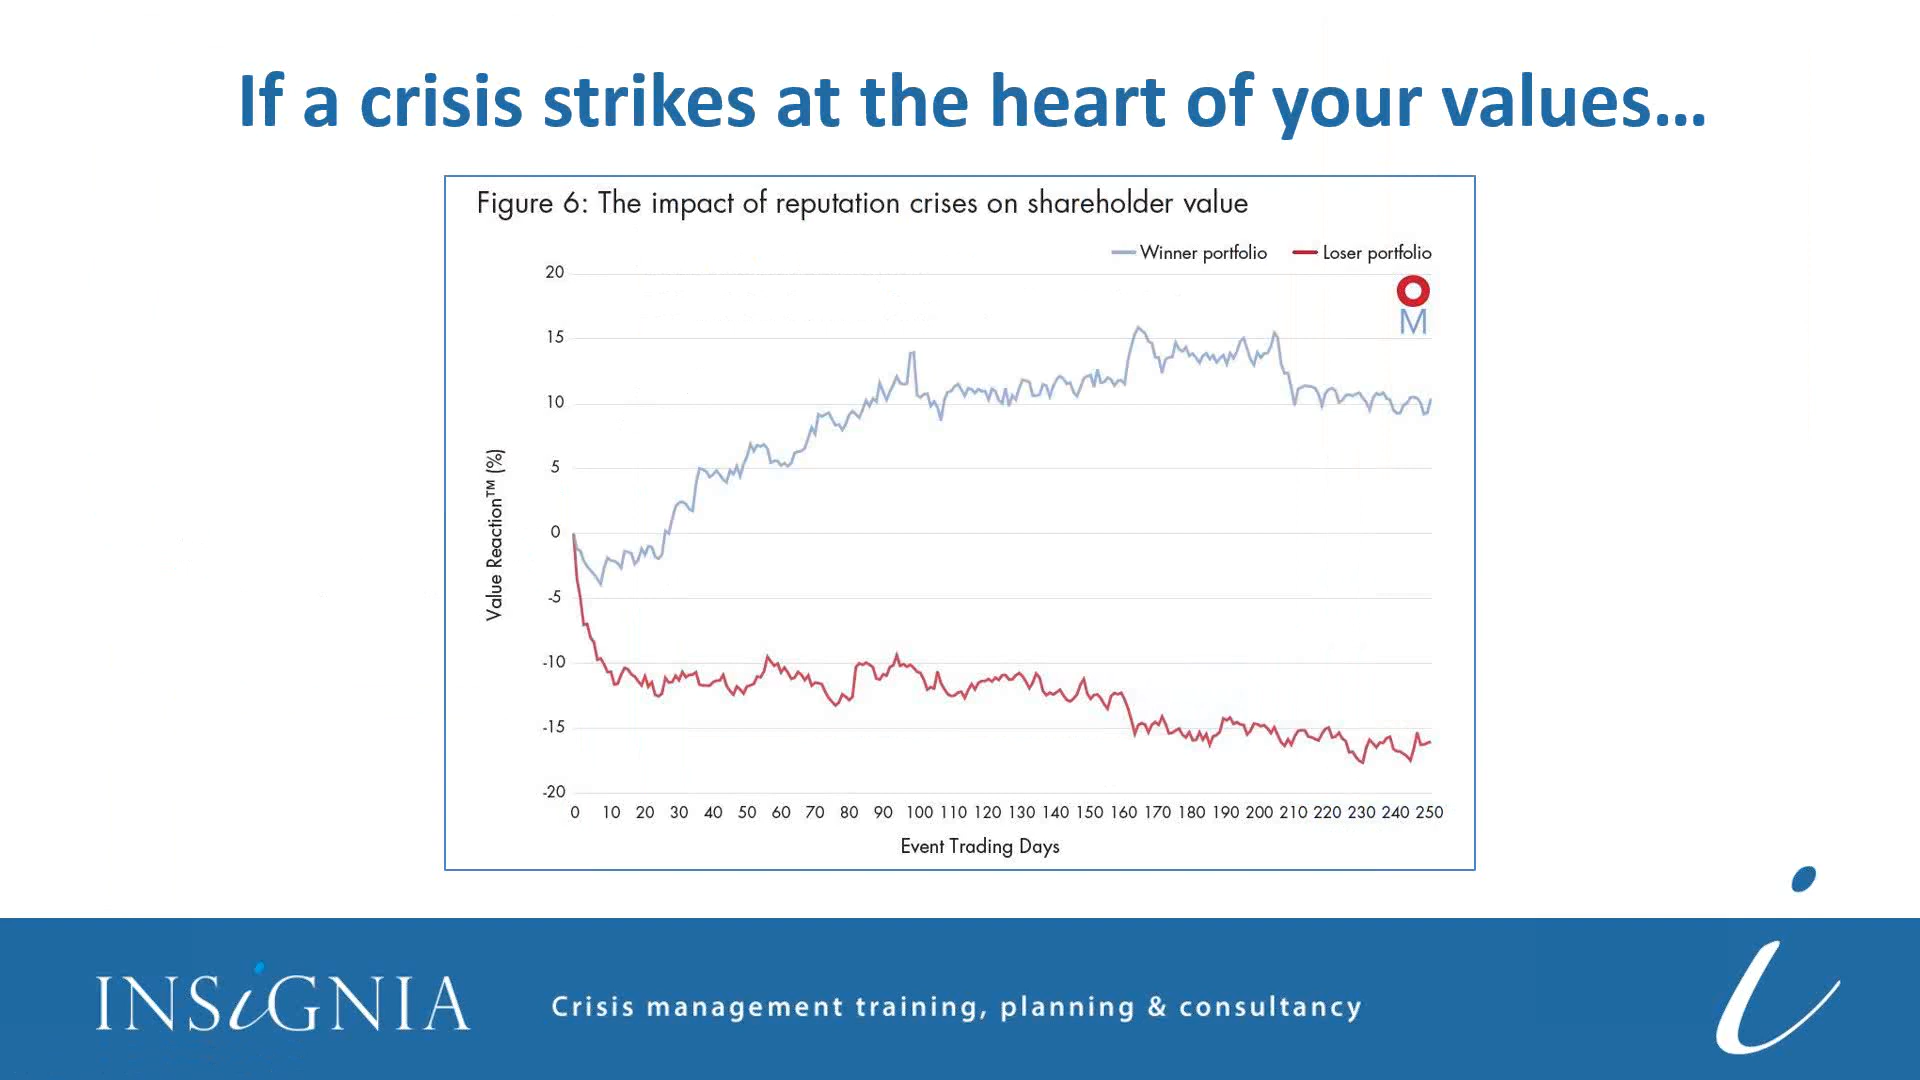 If a crisis strikes at the heart of your values...
Figure 6: The impact of reputation crises on shareholder value
Winner portfolio Loser portfolio
OM
20
15
10
5
0
-5
-10
-15
-20
Value Reaction™ (%)
0 10 20 30 40 50 60 70 80 90 100 110 120 130 140 150 160 170 180 190 200 210 220 230 240 250
Event Trading Days
INSiGNIA
Crisis management training, planning & consultancy
i